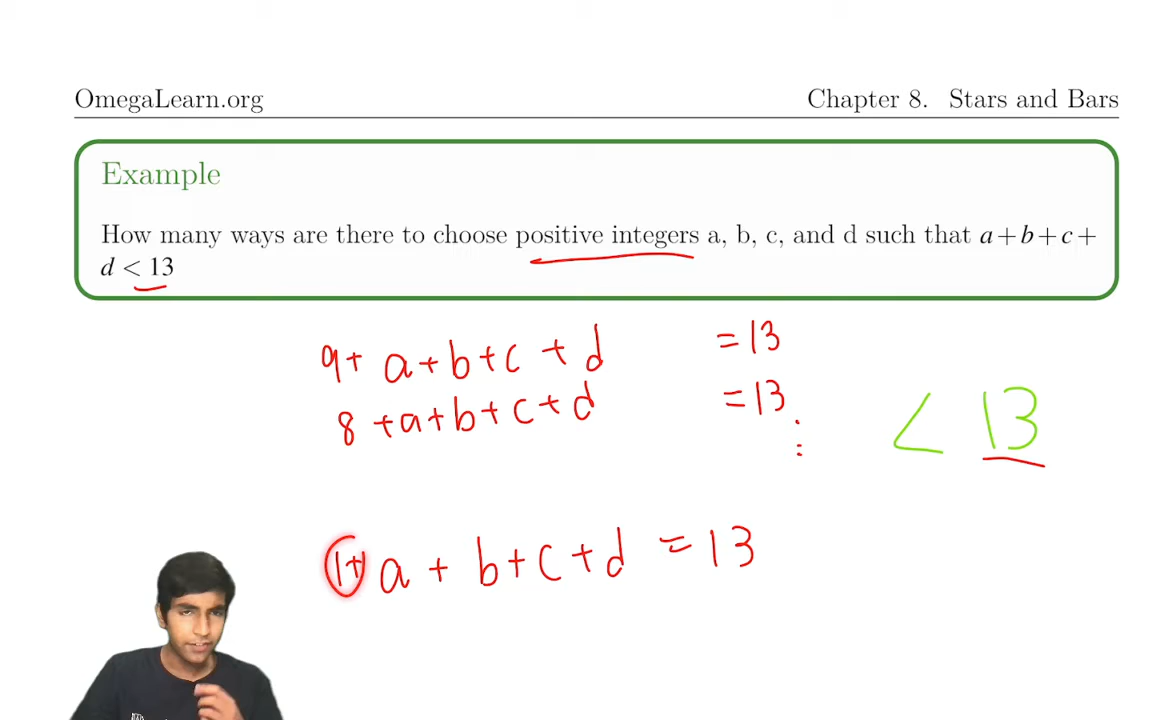 OmegaLearn.org Chapter 8. Stars and Bars
Example
How many ways are there to choose positive integers a, b, c, and d such that a+b+c+
d < 13
9+ a+b+c+d =13
8+a+b+c+d =13
⋮
< 13
1+a+b+c+d=13